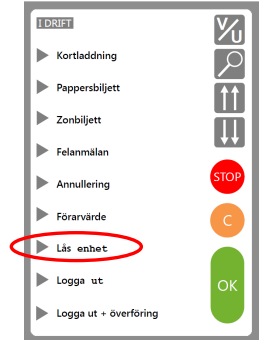 I DRIFT
V/U
Kortladdning
Pappersbiljett
Zonbiljett
Felanmälan
Annullering
STOP
Förarvärde
C
Lås enhet
Logga ut
OK
Logga ut + överföring